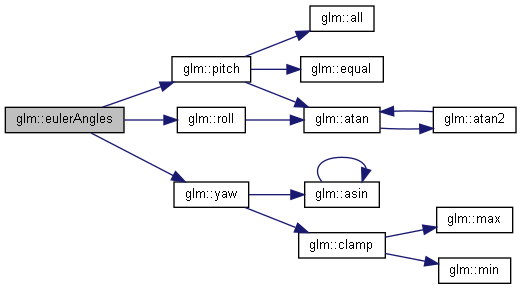 glm::all
glm::pitch
glm::equal
glm::eulerAngles
glm::roll
glm::atan
glm::atan2
glm::yaw
glm::asin
glm::max
glm::clamp
glm::min